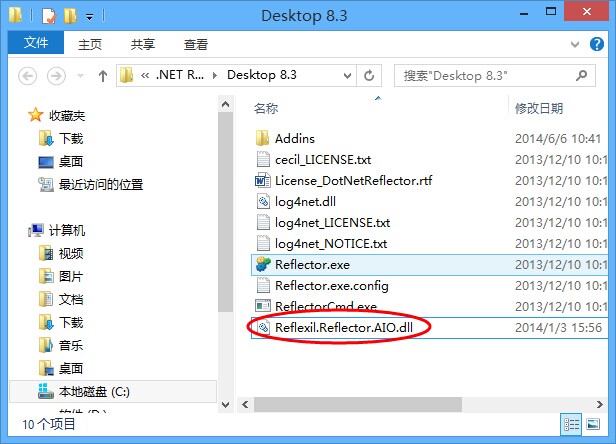 Desktop 8.3
文件 主页 共享 查看
« .NET R... Desktop 8.3 搜索"Desktop 8.3"
收藏夹
下载
桌面
最近访问的位置
计算机
视频
图片
文档
下载
音乐
桌面
本地磁盘 (C:)
名称 修改日期
Addins 2014/6/6 10:41
cecil_LICENSE.txt 2013/12/10 10:1
License_DotNetReflector.rtf 2013/12/10 10:1
log4net.dll 2013/12/10 10:1
log4net_LICENSE.txt 2013/12/10 10:1
log4net_NOTICE.txt 2013/12/10 10:1
Reflector.exe 2013/12/10 10:1
Reflector.exe.config 2013/12/10 10:1
ReflectorCmd.exe 2013/12/10 10:1
Reflexil.Reflector.AIO.dll 2014/1/3 15:56
10 个项目